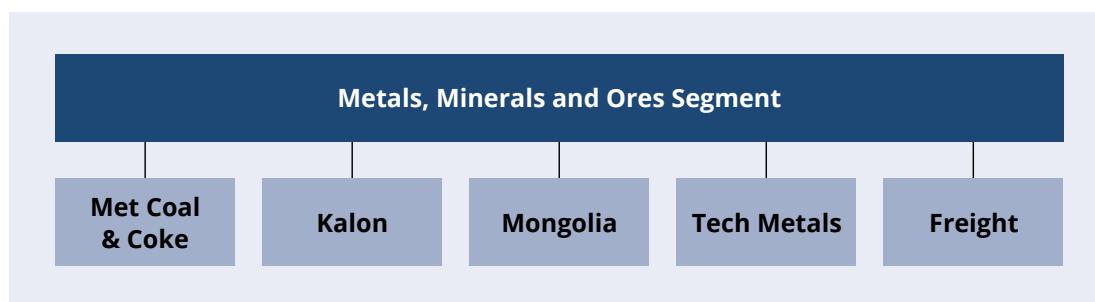 Metals, Minerals and Ores Segment
Met Coal
& Coke
Kalon
Mongolia
Tech Metals
Freight